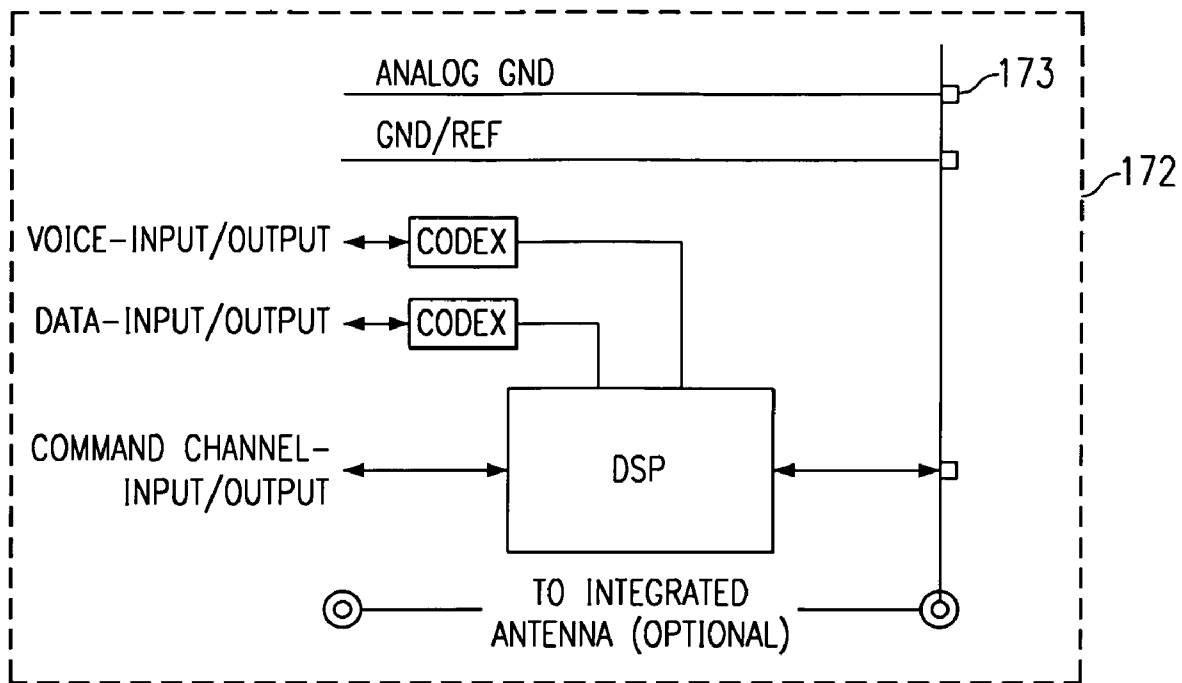 ANALOG GND
173
GND/REF
172
VOICE-INPUT/OUTPUT
CODEX
DATA-INPUT/OUTPUT
CODEX
COMMAND CHANNEL-
INPUT/OUTPUT
DSP
TO INTEGRATED
ANTENNA (OPTIONAL)